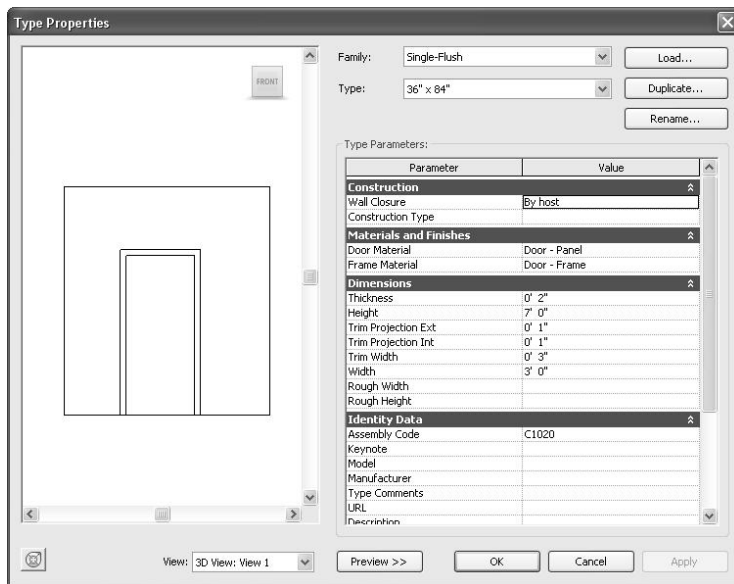 Type Properties
FRONT
Family: Single-Flush Load...
Type: 36" x 84" Duplicate...
Rename...
Type Parameters:
Parameter Value
Construction
Wall Closure By host
Construction Type
Materials and Finishes
Door Material Door - Panel
Frame Material Door - Frame
Dimensions
Thickness 0' 2"
Height 7' 0"
Trim Projection Ext 0' 1"
Trim Projection Int 0' 1"
Trim Width 0' 3"
Width 3' 0"
Rough Width
Rough Height
Identity Data
Assembly Code C1020
Keynote
Model
Manufacturer
Type Comments
URL
Description
View: 3D View: View 1 Preview >> OK Cancel Apply